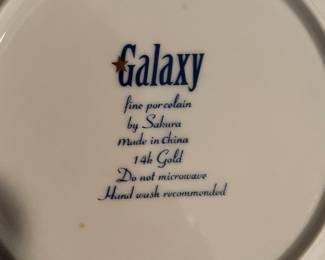 Galaxy
fine porcelain
by Sakura
made in China
14k Gold
Do not microwave
Hand wash recommended